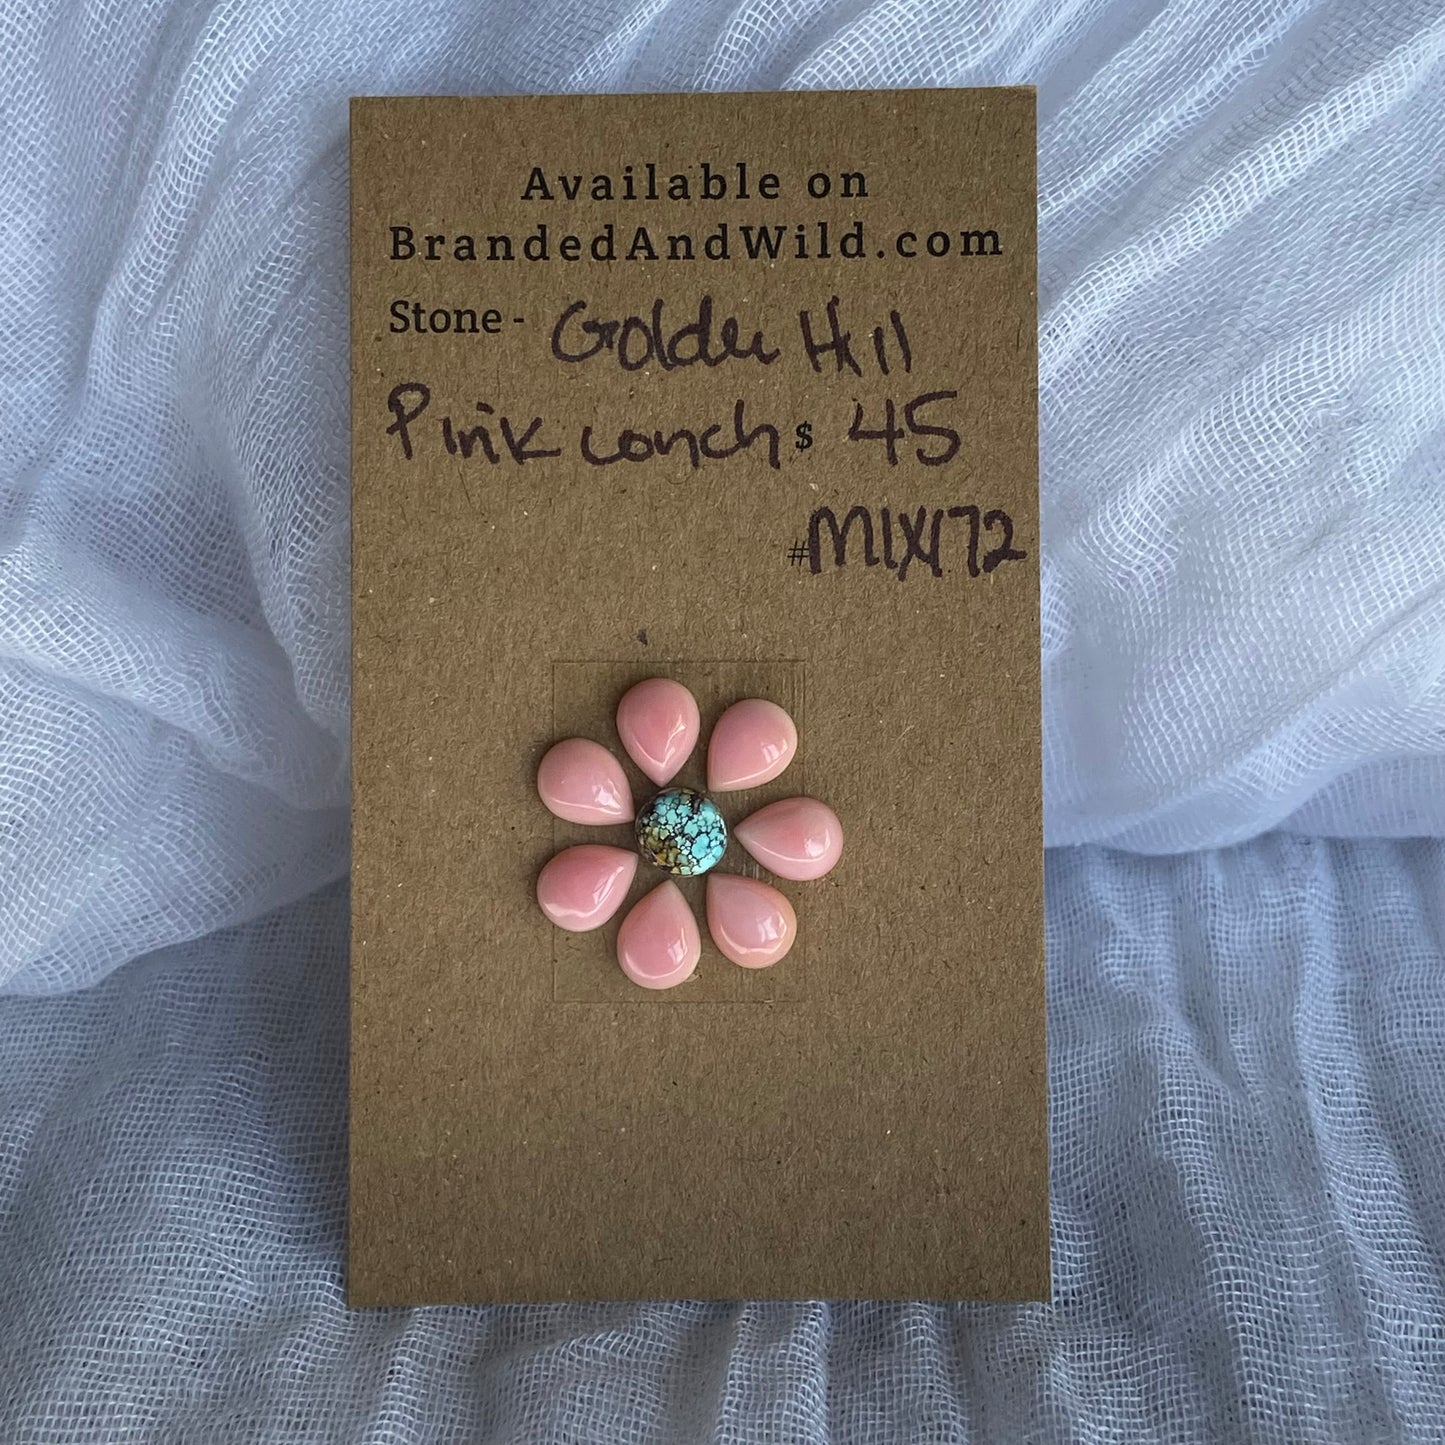 Available on
BrandedAndWild.com
Stone - Golden Hill
Pink conch $ 45
#MIX172